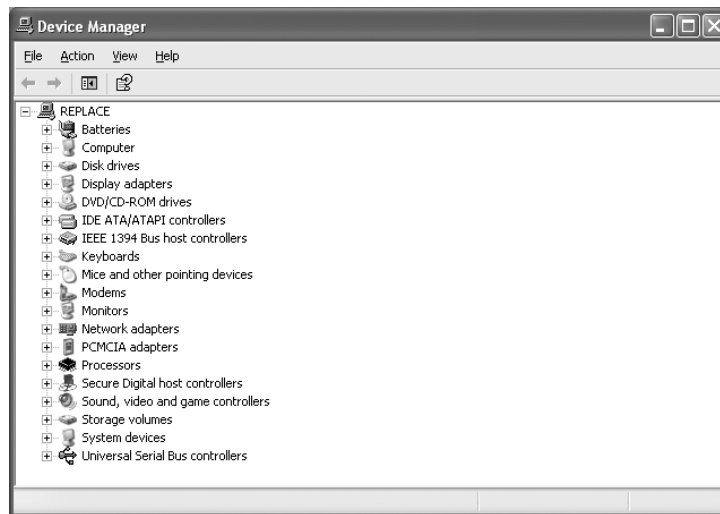 Device Manager
File Action View Help
REPLACE
Batteries
Computer
Disk drives
Display adapters
DVD/CD-ROM drives
IDE ATA/ATAPI controllers
IEEE 1394 Bus host controllers
Keyboards
Mice and other pointing devices
Modems
Monitors
Network adapters
PCMCIA adapters
Processors
Secure Digital host controllers
Sound, video and game controllers
Storage volumes
System devices
Universal Serial Bus controllers